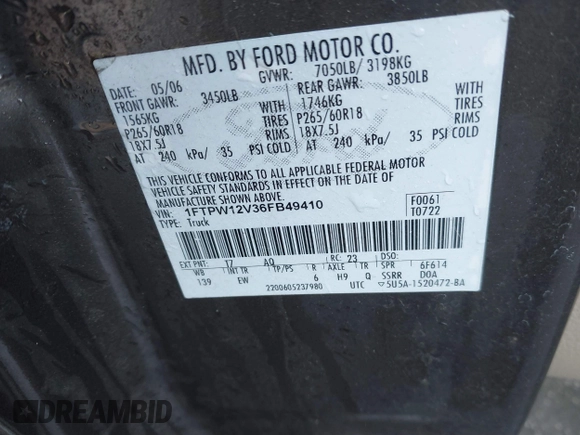 MFD. BY FORD MOTOR CO.
DATE: 05/06 GVWR: 7050LB/ 3198KG
FRONT GAWR: 3450LB REAR GAWR: 3850LB
1565KG WITH 1746KG WITH
P265/60R18 TIRES P265/60R18 TIRES
18X7.5J RIMS 18X7.5J RIMS
AT 240 kPa/ 35 PSI COLD AT 240 kPa/ 35 PSI COLD
THIS VEHICLE CONFORMS TO ALL APPLICABLE FEDERAL MOTOR
VEHICLE SAFETY STANDARDS IN EFFECT ON THE DATE OF
MANUFACTURE SHOWN ABOVE.
VIN: 1FTPW12V36FB49410 F0061
TYPE: Truck T0722
EXT PNT: T7 AQ RC: 23 DSO:
WB INT TR TP/PS R AXLE TR SPR 6F614
139 EW 6 H9 Q SSRR DOA
2200605237980 UTC ▽5U5A-1520472-BA
Ford
DREAMBID